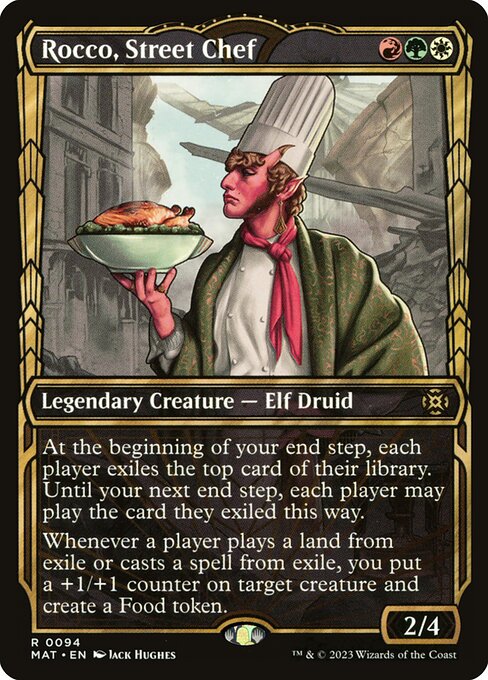 Rocco, Street Chef
Legendary Creature — Elf Druid
At the beginning of your end step, each
player exiles the top card of their library.
Until your next end step, each player may
play the card they exiled this way.
Whenever a player plays a land from
exile or casts a spell from exile, you put
a +1/+1 counter on target creature and
create a Food token.
2/4
R 0094
MAT • EN Jack Hughes
™ & © 2023 Wizards of the Coast